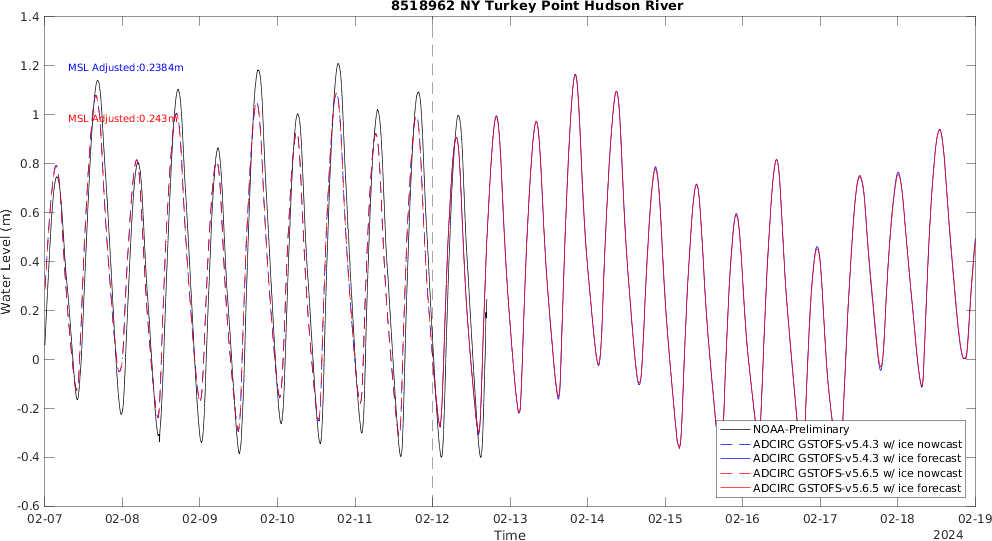 8518962 NY Turkey Point Hudson River
1.4
1.2
1
0.8
0.6
0.4
0.2
0
-0.2
-0.4
-0.6
Water Level (m)
MSL Adjusted:0.2384m
MSL Adjusted:0.243m
NOAA-Preliminary
ADCIRC GSTOFS-v5.4.3 w/ ice nowcast
ADCIRC GSTOFS-v5.4.3 w/ ice forecast
ADCIRC GSTOFS-v5.6.5 w/ ice nowcast
ADCIRC GSTOFS-v5.6.5 w/ ice forecast
02-07 02-08 02-09 02-10 02-11 02-12 02-13 02-14 02-15 02-16 02-17 02-18 02-19
Time
2024